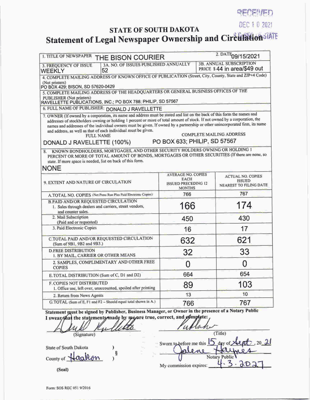 RECEIVED
DEC 10 2021
STATE OF SOUTH DAKOTA
Statement of Legal Newspaper Ownership and Circulation
1. TITLE OF NEWSPAPER THE BISON COURIER
2. DATE 09/15/2021
3. FREQUENCY OF ISSUE WEEKLY
3A. NO. OF ISSUES PUBLISHED ANNUALLY 52
3B. ANNUAL SUBSCRIPTION PRICE $44 in area/$49 out
4. COMPLETE MAILING ADDRESS OF KNOWN OFFICE OF PUBLICATION (Street, City, County, State and ZIP+4 Code) (Not printers)
PO BOX 429; BISON, SD 57620-0429
5. COMPLETE MAILING ADDRESS OF THE HEADQUARTERS OR GENERAL BUSINESS OFFICES OF THE PUBLISHER (Not printers)
RAVELLETTE PUBLICATIONS, INC.; PO BOX 788; PHILIP, SD 57567
6. FULL NAME OF PUBLISHER: DONALD J RAVELLETTE
7. OWNER (If owned by a corporation, its name and address must be stated and list on the back of this form the names and
addresses of stockholders owning or holding 1 percent or more of total amount of stock. If not owned by a corporation, the
names and addresses of the individual owners must be given. If owned by a partnership or other unincorporated firm, its name
and address, as well as that of each individual must be given.
FULL NAME COMPLETE MAILING ADDRESS
DONALD J RAVELLETTE (100%) PO BOX 633; PHILIP, SD 57567
8. KNOWN BONDHOLDERS, MORTGAGES, AND OTHER SECURITY HOLDERS OWNING OR HOLDING 1
PERCENT OR MORE OF TOTAL AMOUNT OF BONDS, MORTGAGES OR OTHER SECURITIES (If there are none, so
state. If more space is needed, list on back of this form.
NONE
9. EXTENT AND NATURE OF CIRCULATION
AVERAGE NO. COPIES EACH ISSUED PRECEDING 12 MONTHS
ACTUAL NO. COPIES ISSUED NEAREST TO FILING DATE
A.TOTAL NO. COPIES (Net Press Run Plus Paid Electronic Copies) 766 767
B.PAID AND/OR REQUESTED CIRCULATION
1. Sales through dealers and carriers, street vendors, and counter sales. 166 174
2. Mail Subscription (Paid and or requested) 450 430
3. Paid Electronic Copies 16 17
C.TOTAL PAID AND/OR REQUESTED CIRCULATION (Sum of 9B1, 9B2 and 9B3.) 632 621
D.FREE DISTRIBUTION
1. BY MAIL, CARRIER OR OTHER MEANS 32 33
2. SAMPLES, COMPLIMENTARY AND OTHER FREE COPIES 0 0
E.TOTAL DISTRIBUTION (Sum of C, D1 and D2) 664 654
F.COPIES NOT DISTRIBUTED
1. Office use, left over, unaccounted, spoiled after printing 89 103
2. Return from News Agents 13 10
G.TOTAL (Sum of E, F1 and F2 - Should equal total shown in A.) 766 767
Statement must be signed by Publisher, Business Manager, or Owner in the presence of a Notary Public
I swear that the statements made by me are true, correct, and complete:
Publisher
(Signature) (Title)
State of South Dakota )
§
County of Haakon )
Sworn to before me this 15 day of Sept, 2021
Notary Public
(Seal)
My commission expires: 4-3-2027